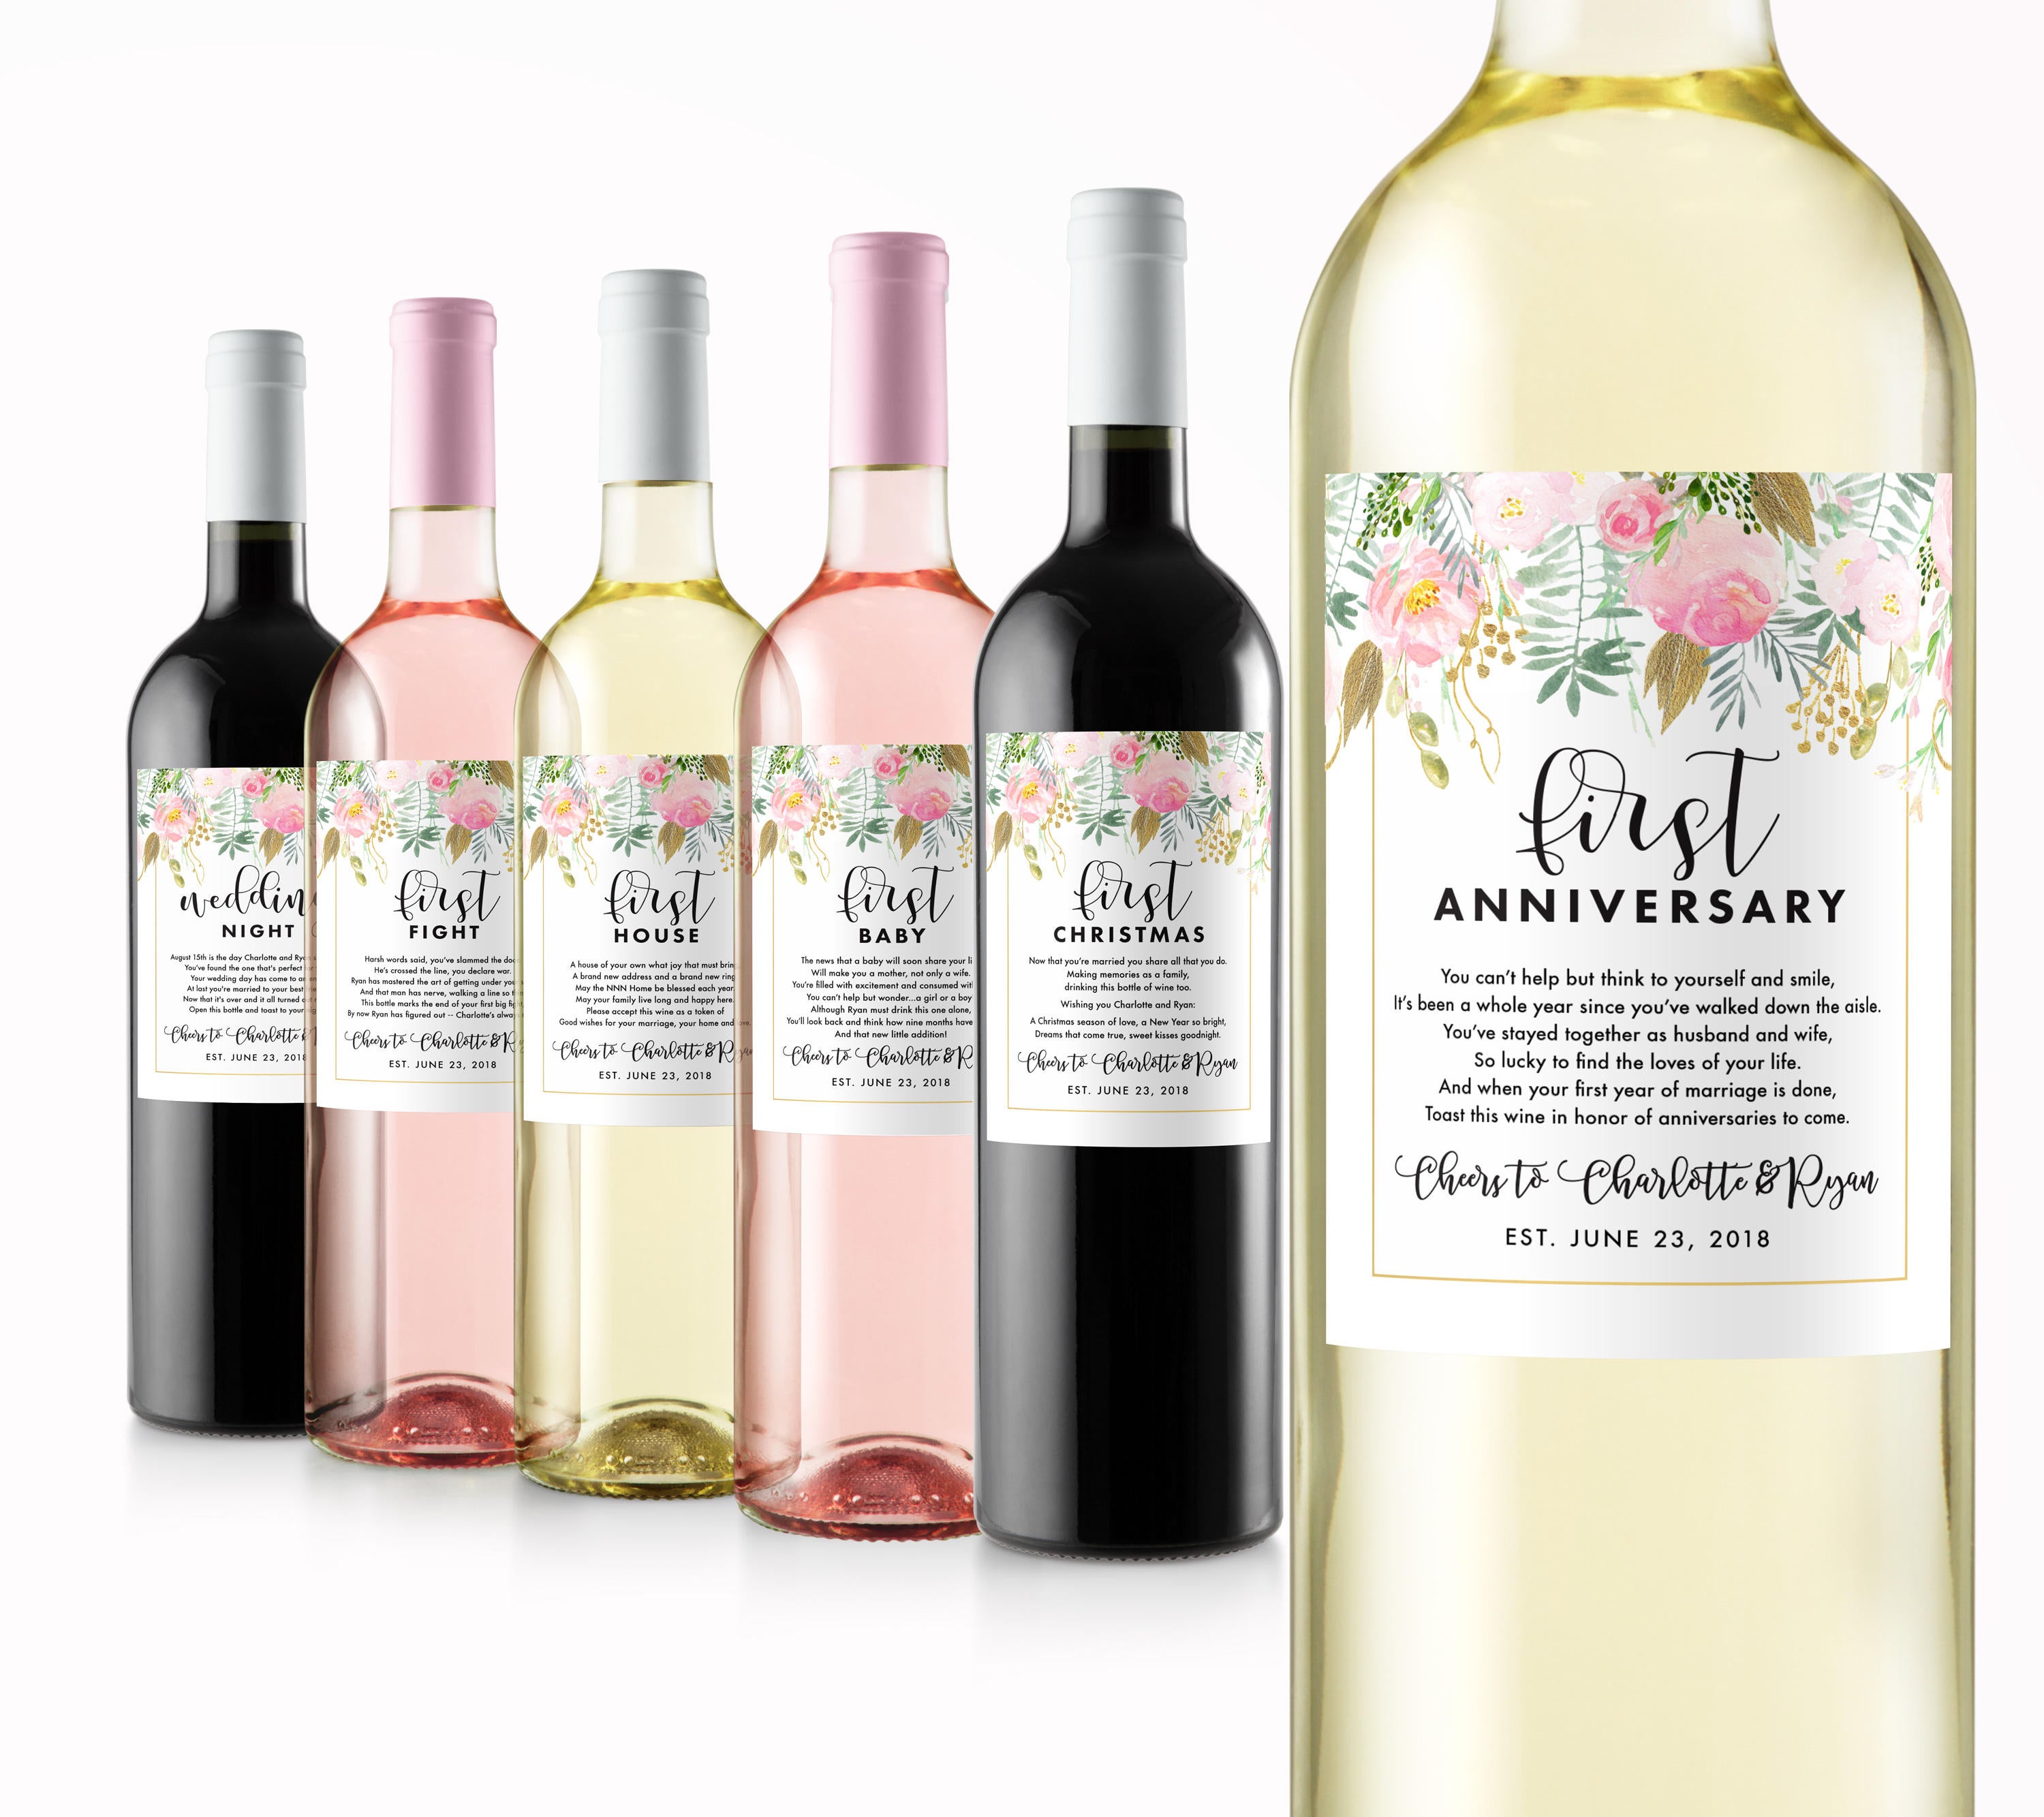 wedding
NIGHT
August 15th is the day Charlotte and Ryan
You've found the one that's perfect
Your wedding day has come to an
At last you're married to your best
Now that it's over and it all turned out
Open this bottle and toast to your
Cheers to Charlotte &
EST. JUNE 23, 2018
first
FIGHT
Harsh words said, you've slammed the door
He's crossed the line, you declare war.
Ryan has mastered the art of getting under your
And that man has nerve, walking a line so
This bottle marks the end of your first big fight,
By now Ryan has figured out -- Charlotte's always
Cheers to Charlotte & Ry
EST. JUNE 23, 2018
first
HOUSE
A house of your own what joy that must bring
A brand new address and a brand new ring
May the NNN Home be blessed each year
May your family live long and happy here.
Please accept this wine as a token of
Good wishes for your marriage, your home and love.
Cheers to Charlotte & Ryan
EST. JUNE 23, 2018
first
BABY
The news that a baby will soon share your li
Will make you a mother, not only a wife.
You're filled with excitement and consumed wit
You can't help but wonder...a girl or a boy
Although Ryan must drink this one alone,
You'll look back and think how nine months have
And that new little addition!
Cheers to Charlotte & R
EST. JUNE 23, 2018
first
CHRISTMAS
Now that you're married you share all that you do.
Making memories as a family,
drinking this bottle of wine too.
Wishing you Charlotte and Ryan:
A Christmas season of love, a New Year so bright,
Dreams that come true, sweet kisses goodnight.
Cheers to Charlotte & Ryan
EST. JUNE 23, 2018
first
ANNIVERSARY
You can't help but think to yourself and smile,
It's been a whole year since you've walked down the aisle.
You've stayed together as husband and wife,
So lucky to find the loves of your life.
And when your first year of marriage is done,
Toast this wine in honor of anniversaries to come.
Cheers to Charlotte & Ryan
EST. JUNE 23, 2018